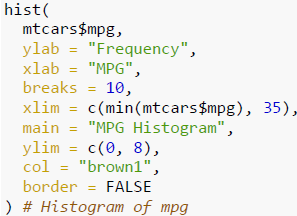 hist(
  mtcars$mpg,
  ylab = "Frequency",
  xlab = "MPG",
  breaks = 10,
  xlim = c(min(mtcars$mpg), 35),
  main = "MPG Histogram",
  ylim = c(0, 8),
  col = "brown1",
  border = FALSE
) # Histogram of mpg